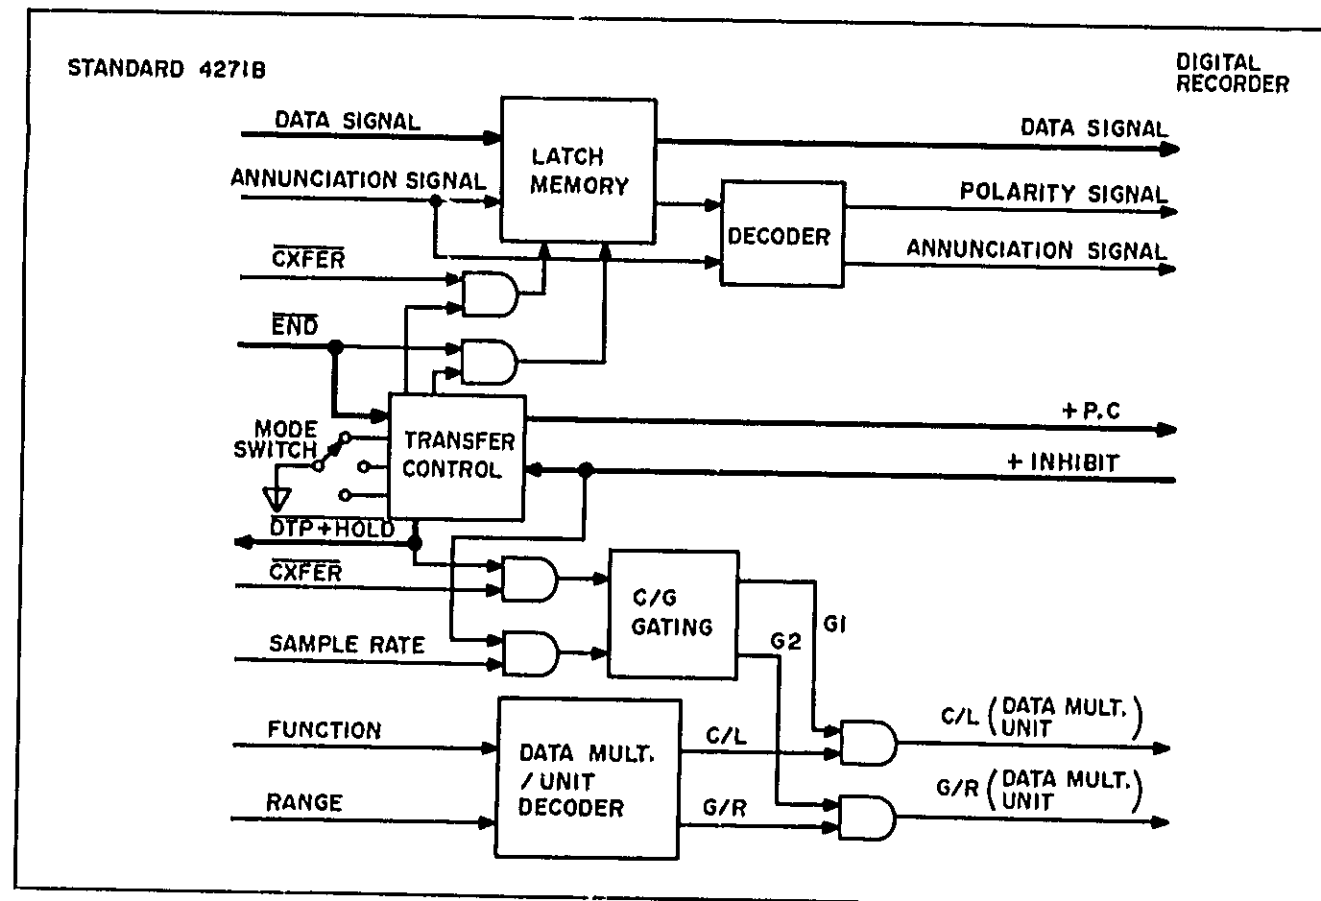 STANDARD 4271B
DIGITAL
RECORDER
DATA SIGNAL
LATCH
MEMORY
DATA SIGNAL
ANNUNCIATION SIGNAL
DECODER
POLARITY SIGNAL
ANNUNCIATION SIGNAL
CXFER
END
MODE
SWITCH
TRANSFER
CONTROL
+ P.C
+ INHIBIT
DTP+HOLD
CXFER
SAMPLE RATE
C/G
GATING
G2
G1
FUNCTION
RANGE
DATA MULT.
/ UNIT
DECODER
C/L
G/R
C/L (DATA MULT.
UNIT)
G/R (DATA MULT.
UNIT)